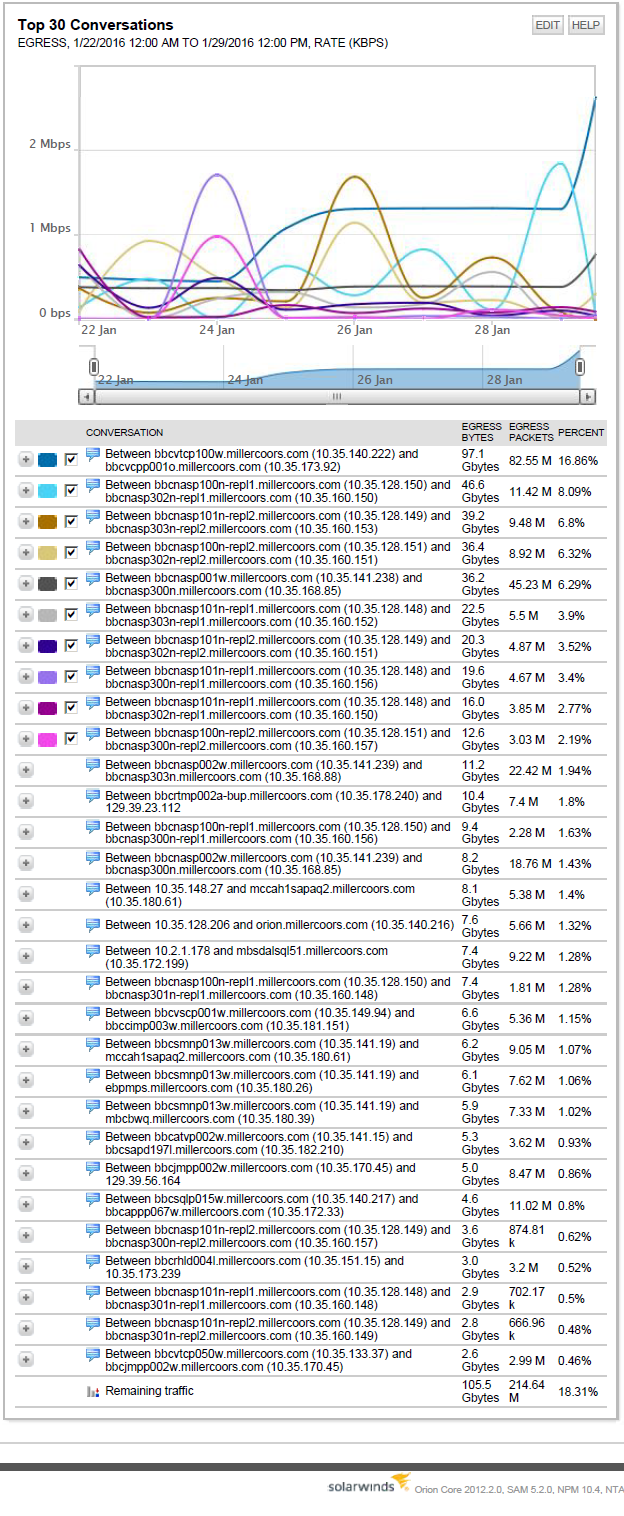 Top 30 Conversations
EDIT HELP
EGRESS, 1/22/2016 12:00 AM TO 1/29/2016 12:00 PM, RATE (KBPS)
2 Mbps
1 Mbps
0 bps
22 Jan 24 Jan 26 Jan 28 Jan
22 Jan 24 Jan 26 Jan 28 Jan
CONVERSATION EGRESS BYTES EGRESS PACKETS PERCENT
Between bbcvtcp100w.millercoors.com (10.35.140.222) and
bbcvcpp001o.millercoors.com (10.35.173.92) 97.1 Gbytes 82.55 M 16.86%
Between bbcnasp100n-repl1.millercoors.com (10.35.128.150) and
bbcnasp302n-repl1.millercoors.com (10.35.160.150) 46.6 Gbytes 11.42 M 8.09%
Between bbcnasp101n-repl2.millercoors.com (10.35.128.149) and
bbcnasp303n-repl2.millercoors.com (10.35.160.153) 39.2 Gbytes 9.48 M 6.8%
Between bbcnasp100n-repl2.millercoors.com (10.35.128.151) and
bbcnasp302n-repl2.millercoors.com (10.35.160.151) 36.4 Gbytes 8.92 M 6.32%
Between bbcnasp001w.millercoors.com (10.35.141.238) and
bbcnasp300n.millercoors.com (10.35.168.85) 36.2 Gbytes 45.23 M 6.29%
Between bbcnasp101n-repl1.millercoors.com (10.35.128.148) and
bbcnasp303n-repl1.millercoors.com (10.35.160.152) 22.5 Gbytes 5.5 M 3.9%
Between bbcnasp101n-repl2.millercoors.com (10.35.128.149) and
bbcnasp302n-repl2.millercoors.com (10.35.160.151) 20.3 Gbytes 4.87 M 3.52%
Between bbcnasp101n-repl1.millercoors.com (10.35.128.148) and
bbcnasp300n-repl1.millercoors.com (10.35.160.156) 19.6 Gbytes 4.67 M 3.4%
Between bbcnasp101n-repl1.millercoors.com (10.35.128.148) and
bbcnasp302n-repl1.millercoors.com (10.35.160.150) 16.0 Gbytes 3.85 M 2.77%
Between bbcnasp100n-repl2.millercoors.com (10.35.128.151) and
bbcnasp300n-repl2.millercoors.com (10.35.160.157) 12.6 Gbytes 3.03 M 2.19%
Between bbcnasp002w.millercoors.com (10.35.141.239) and
bbcnasp303n.millercoors.com (10.35.168.88) 11.2 Gbytes 22.42 M 1.94%
Between bbcrtmp002a-bup.millercoors.com (10.35.178.240) and
129.39.23.112 10.4 Gbytes 7.4 M 1.8%
Between bbcnasp100n-repl1.millercoors.com (10.35.128.150) and
bbcnasp300n-repl1.millercoors.com (10.35.160.156) 9.4 Gbytes 2.28 M 1.63%
Between bbcnasp002w.millercoors.com (10.35.141.239) and
bbcnasp300n.millercoors.com (10.35.168.85) 8.2 Gbytes 18.76 M 1.43%
Between 10.35.148.27 and mccah1sapaq2.millercoors.com
(10.35.180.61) 8.1 Gbytes 5.38 M 1.4%
Between 10.35.128.206 and orion.millercoors.com (10.35.140.216) 7.6 Gbytes 5.66 M 1.32%
Between 10.2.1.178 and mbsdalsql51.millercoors.com
(10.35.172.199) 7.4 Gbytes 9.22 M 1.28%
Between bbcnasp100n-repl1.millercoors.com (10.35.128.150) and
bbcnasp301n-repl1.millercoors.com (10.35.160.148) 7.4 Gbytes 1.81 M 1.28%
Between bbcvscp001w.millercoors.com (10.35.149.94) and
bbccimp003w.millercoors.com (10.35.181.151) 6.6 Gbytes 5.36 M 1.15%
Between bbcsmnp013w.millercoors.com (10.35.141.19) and
mccah1sapaq2.millercoors.com (10.35.180.61) 6.2 Gbytes 9.05 M 1.07%
Between bbcsmnp013w.millercoors.com (10.35.141.19) and
ebpmps.millercoors.com (10.35.180.26) 6.1 Gbytes 7.62 M 1.06%
Between bbcsmnp013w.millercoors.com (10.35.141.19) and
mbcbwq.millercoors.com (10.35.180.39) 5.9 Gbytes 7.33 M 1.02%
Between bbcatvp002w.millercoors.com (10.35.141.15) and
bbcsapd197l.millercoors.com (10.35.182.210) 5.3 Gbytes 3.62 M 0.93%
Between bbcjmpp002w.millercoors.com (10.35.170.45) and
129.39.56.164 5.0 Gbytes 8.47 M 0.86%
Between bbcsqlp015w.millercoors.com (10.35.140.217) and
bbcappp067w.millercoors.com (10.35.172.33) 4.6 Gbytes 11.02 M 0.8%
Between bbcnasp101n-repl2.millercoors.com (10.35.128.149) and
bbcnasp300n-repl2.millercoors.com (10.35.160.157) 3.6 Gbytes 874.81 k 0.62%
Between bbcrhld004l.millercoors.com (10.35.151.15) and
10.35.173.239 3.0 Gbytes 3.2 M 0.52%
Between bbcnasp101n-repl1.millercoors.com (10.35.128.148) and
bbcnasp301n-repl1.millercoors.com (10.35.160.148) 2.9 Gbytes 702.17 k 0.5%
Between bbcnasp101n-repl2.millercoors.com (10.35.128.149) and
bbcnasp301n-repl2.millercoors.com (10.35.160.149) 2.8 Gbytes 666.96 k 0.48%
Between bbcvtcp050w.millercoors.com (10.35.133.37) and
bbcjmpp002w.millercoors.com (10.35.170.45) 2.6 Gbytes 2.99 M 0.46%
Remaining traffic 105.5 Gbytes 214.64 M 18.31%
solarwinds Orion Core 2012.2.0, SAM 5.2.0, NPM 10.4, NTA